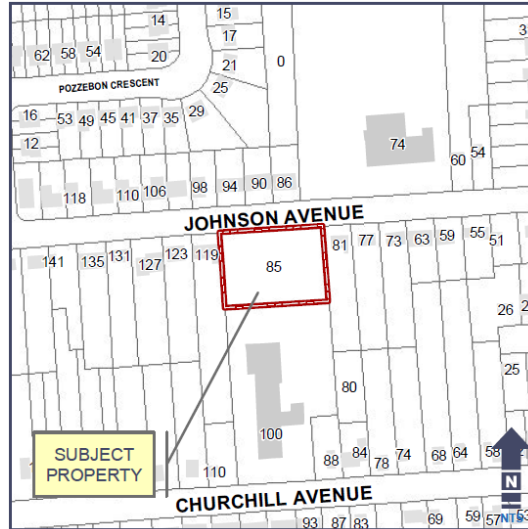 14 15
17
62 58 54 20 21 0 3
POZZEBON CRESCENT 25
16 53 49 45 41 37 35 29
12 74
60 54
118 110 106 98 94 90 86
JOHNSON AVENUE
141 135 131 127 123 119 85 81 77 73 63 59 55 51
26 2
25
80
100
SUBJECT
PROPERTY
110 88 84 78 74 68 64 58
N
CHURCHILL AVENUE
NTS
93 87 83 69 59 57 53